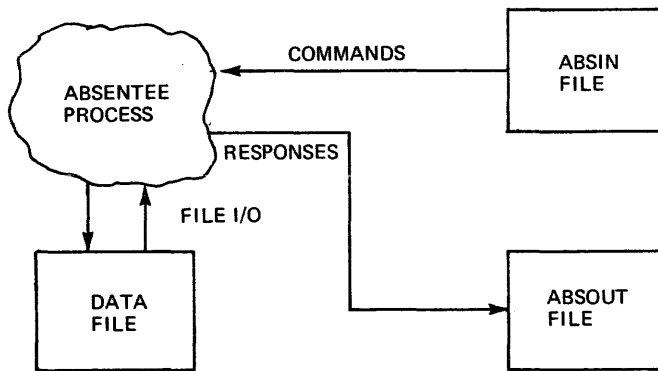 COMMANDS
ABSIN
FILE
ABSENTEE
PROCESS
RESPONSES
FILE I/O
DATA
FILE
ABSOUT
FILE